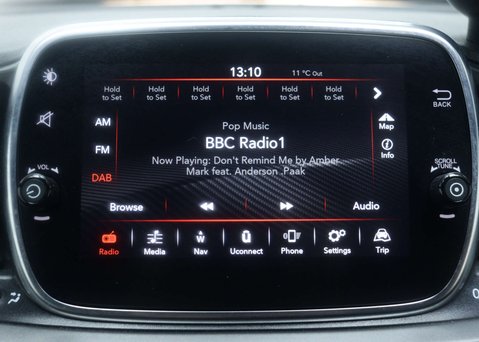 13:10 11 °C Out
Hold Hold Hold Hold Hold Hold
to Set to Set to Set to Set to Set to Set
AM Pop Music Map
BBC Radio1
FM Now Playing: Don't Remind Me by Amber Info
Mark feat. Anderson .Paak
DAB
Browse Audio
Radio Media Nav Uconnect Phone Settings Trip
VOL
BACK
SCROLL
TUNE